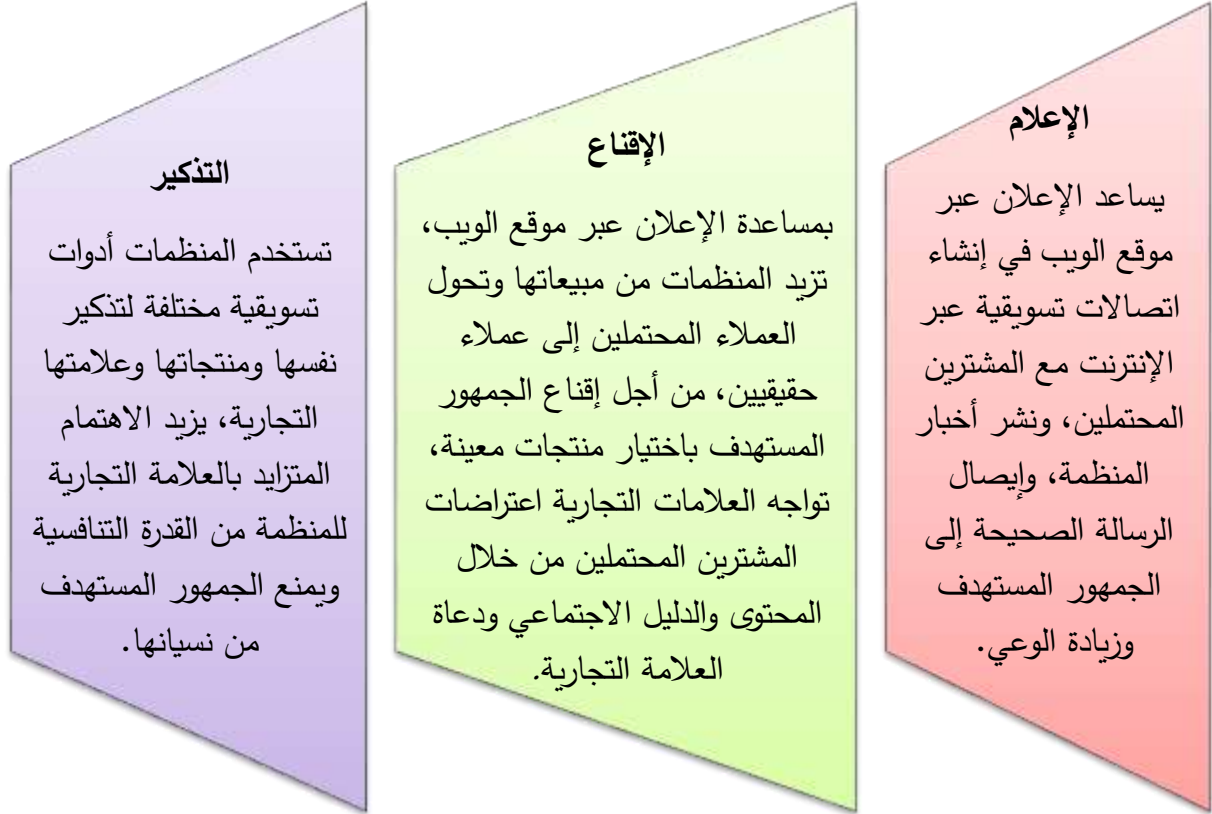 الإعلام
يساعد الإعلان عبر
موقع الويب في إنشاء
اتصالات تسويقية عبر
الإنترنت مع المشترين
المحتملين، ونشر أخبار
المنظمة، وإيصال
الرسالة الصحيحة إلى
الجمهور المستهدف
وزيادة الوعي.
الإقناع
بمساعدة الإعلان عبر موقع الويب،
تزيد المنظمات من مبيعاتها وتحول
العملاء المحتملين إلى عملاء
حقيقيين، من أجل إقناع الجمهور
المستهدف باختيار منتجات معينة،
تواجه العلامات التجارية اعتراضات
المشترين المحتملين من خلال
المحتوى والدليل الاجتماعي ودعاة
العلامة التجارية.
التذكير
تستخدم المنظمات أدوات
تسويقية مختلفة لتذكير
نفسها ومنتجاتها وعلامتها
التجارية، يزيد الاهتمام
المتزايد بالعلامة التجارية
للمنظمة من القدرة التنافسية
ويمنع الجمهور المستهدف
من نسيانها.